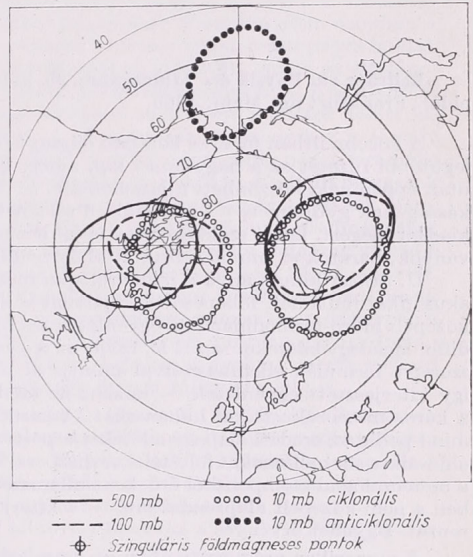 40
50
60
70
80
500 mb
10 mb ciklonális
100 mb
10 mb anticiklonális
Szinguláris földmágneses pontok